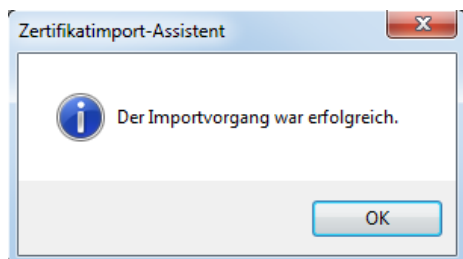 Zertifikatimport-Assistent
Der Importvorgang war erfolgreich.
OK